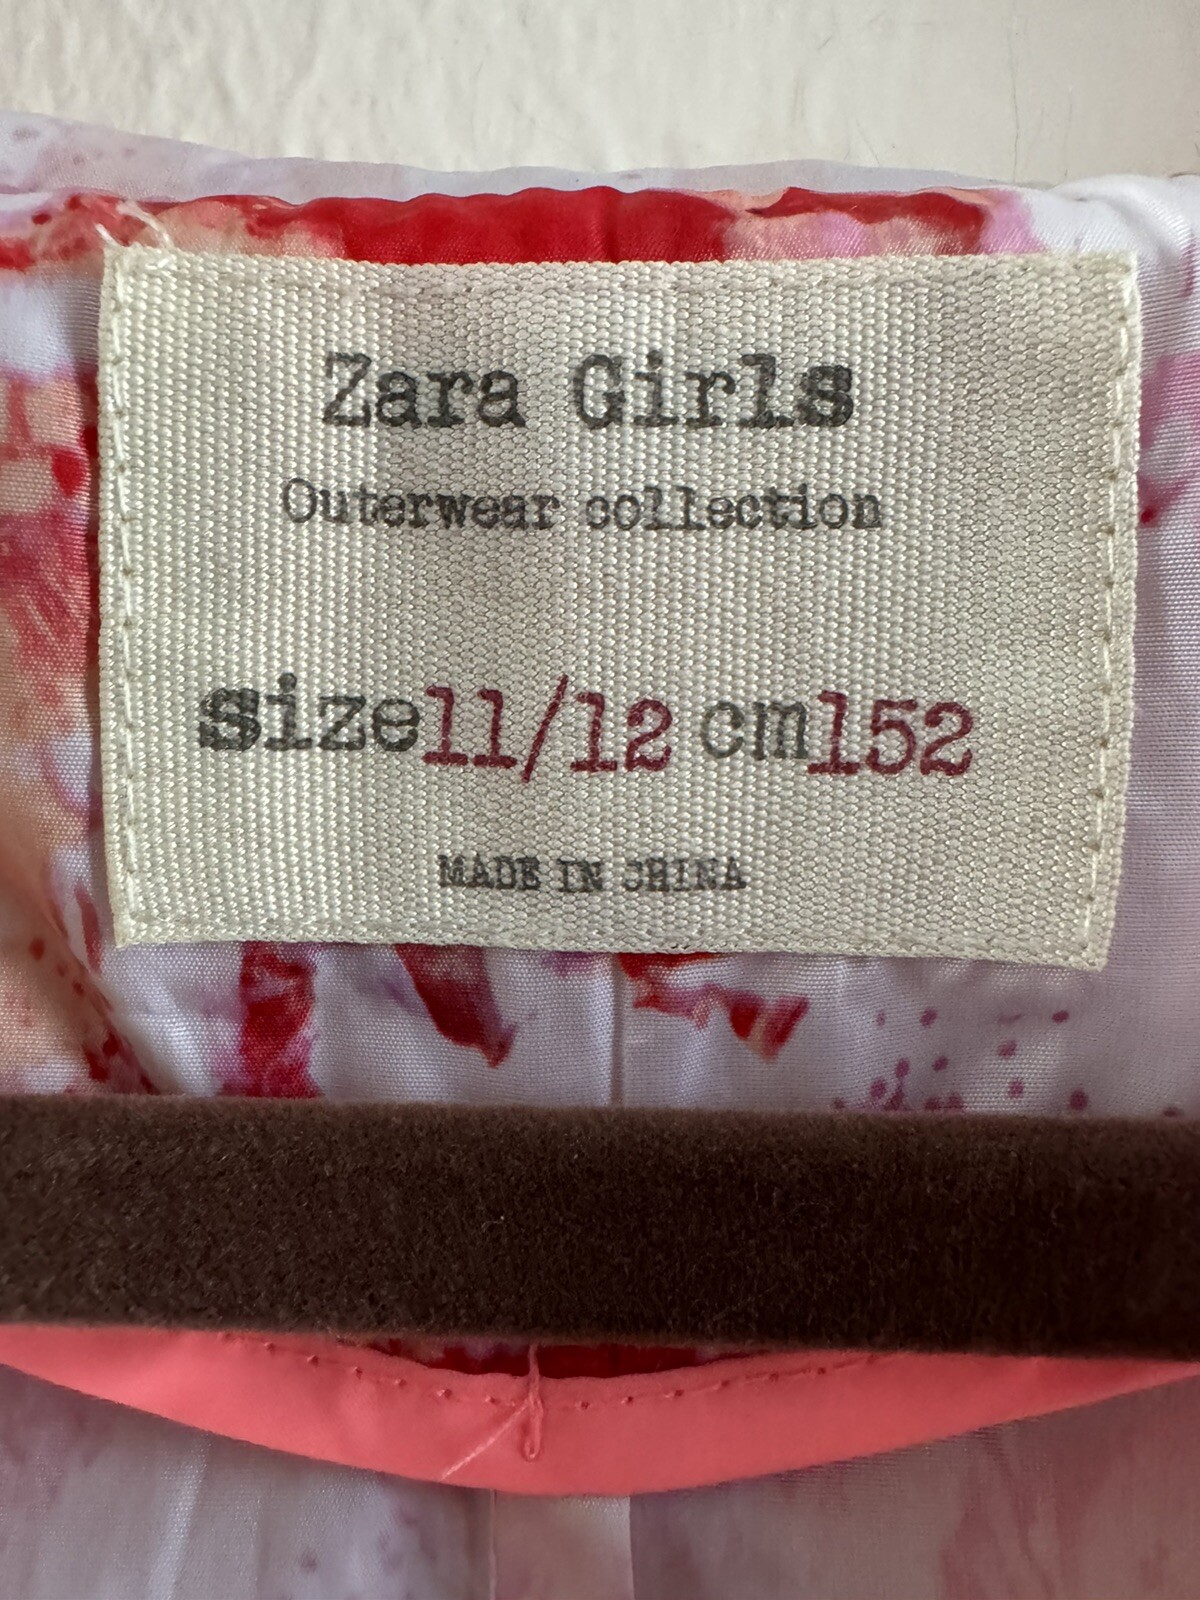 Zara Girls
Outerwear collection
size11/12 cm152
MADE IN CHINA